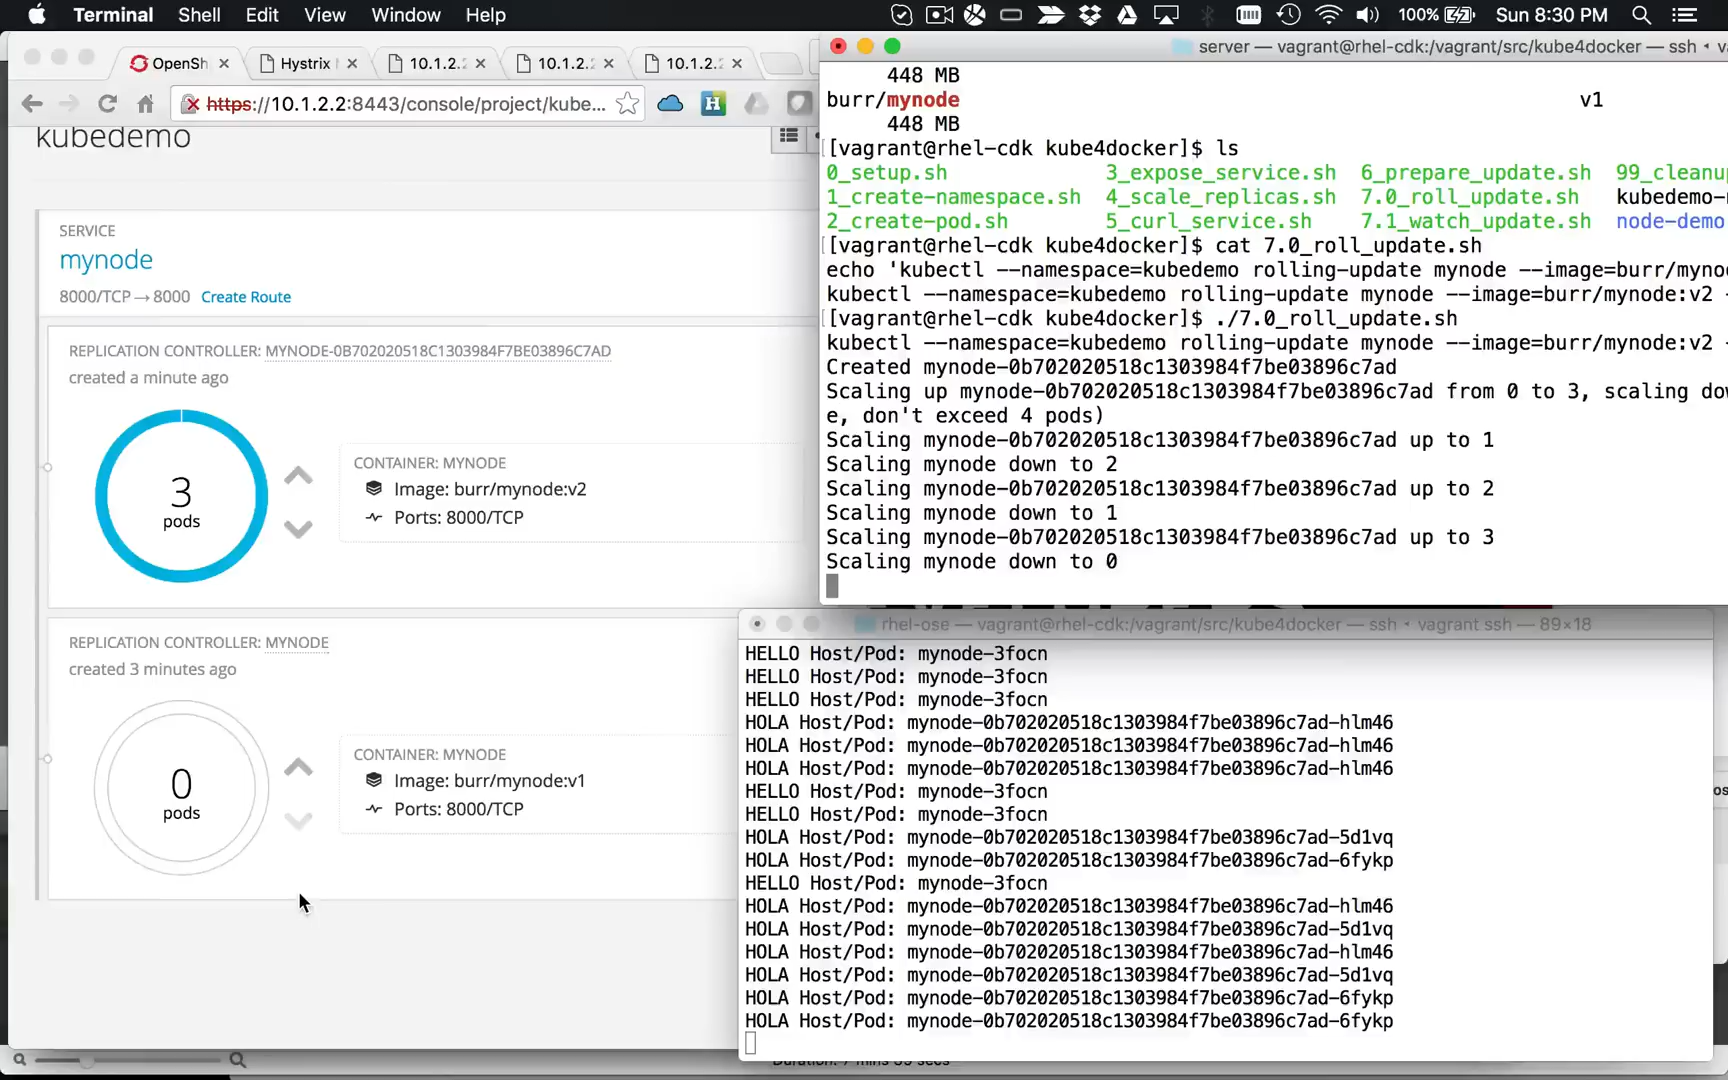 Terminal Shell Edit View Window Help 100% Sun 8:30 PM
OpenSh Hystrix 10.1.2. 10.1.2. 10.1.2.
https://10.1.2.2:8443/console/project/kube...
kubedemo
SERVICE
mynode
8000/TCP → 8000 Create Route
REPLICATION CONTROLLER: MYNODE-0B702020518C1303984F7BE03896C7AD
created a minute ago
3
pods
CONTAINER: MYNODE
Image: burr/mynode:v2
Ports: 8000/TCP
REPLICATION CONTROLLER: MYNODE
created 3 minutes ago
0
pods
CONTAINER: MYNODE
Image: burr/mynode:v1
Ports: 8000/TCP
server — vagrant@rhel-cdk:/vagrant/src/kube4docker — ssh
448 MB
burr/mynode v1
448 MB
[vagrant@rhel-cdk kube4docker]$ ls
0_setup.sh 3_expose_service.sh 6_prepare_update.sh 99_cleanu
1_create-namespace.sh 4_scale_replicas.sh 7.0_roll_update.sh kubedemo-
2_create-pod.sh 5_curl_service.sh 7.1_watch_update.sh node-demo
[vagrant@rhel-cdk kube4docker]$ cat 7.0_roll_update.sh
echo 'kubectl --namespace=kubedemo rolling-update mynode --image=burr/myno
kubectl --namespace=kubedemo rolling-update mynode --image=burr/mynode:v2 -
[vagrant@rhel-cdk kube4docker]$ ./7.0_roll_update.sh
kubectl --namespace=kubedemo rolling-update mynode --image=burr/mynode:v2 -
Created mynode-0b702020518c1303984f7be03896c7ad
Scaling up mynode-0b702020518c1303984f7be03896c7ad from 0 to 3, scaling do
e, don't exceed 4 pods)
Scaling mynode-0b702020518c1303984f7be03896c7ad up to 1
Scaling mynode down to 2
Scaling mynode-0b702020518c1303984f7be03896c7ad up to 2
Scaling mynode down to 1
Scaling mynode-0b702020518c1303984f7be03896c7ad up to 3
Scaling mynode down to 0
rhel-ose — vagrant@rhel-cdk:/vagrant/src/kube4docker — ssh • vagrant ssh — 89×18
HELLO Host/Pod: mynode-3focn
HELLO Host/Pod: mynode-3focn
HELLO Host/Pod: mynode-3focn
HOLA Host/Pod: mynode-0b702020518c1303984f7be03896c7ad-hlm46
HOLA Host/Pod: mynode-0b702020518c1303984f7be03896c7ad-hlm46
HOLA Host/Pod: mynode-0b702020518c1303984f7be03896c7ad-hlm46
HELLO Host/Pod: mynode-3focn
HELLO Host/Pod: mynode-3focn
HOLA Host/Pod: mynode-0b702020518c1303984f7be03896c7ad-5d1vq
HOLA Host/Pod: mynode-0b702020518c1303984f7be03896c7ad-6fykp
HELLO Host/Pod: mynode-3focn
HOLA Host/Pod: mynode-0b702020518c1303984f7be03896c7ad-hlm46
HOLA Host/Pod: mynode-0b702020518c1303984f7be03896c7ad-5d1vq
HOLA Host/Pod: mynode-0b702020518c1303984f7be03896c7ad-hlm46
HOLA Host/Pod: mynode-0b702020518c1303984f7be03896c7ad-5d1vq
HOLA Host/Pod: mynode-0b702020518c1303984f7be03896c7ad-6fykp
HOLA Host/Pod: mynode-0b702020518c1303984f7be03896c7ad-6fykp